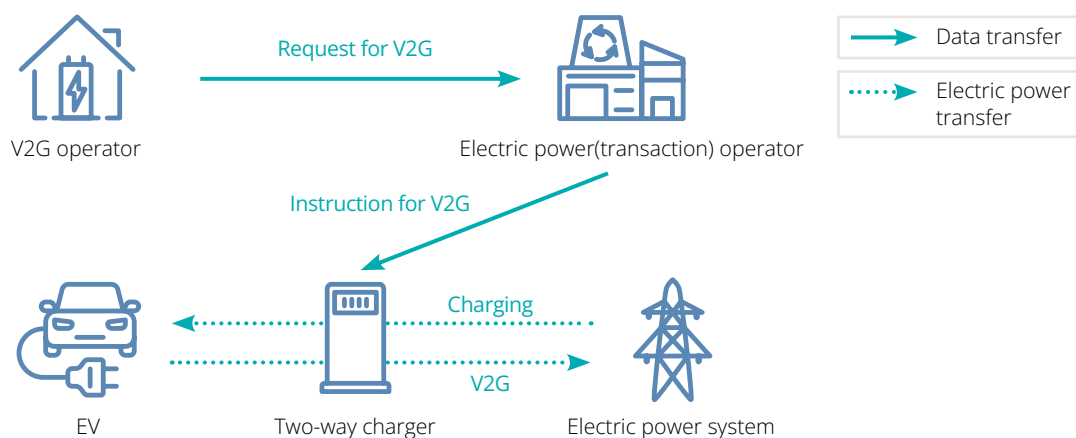 Request for V2G
Data transfer
Electric power
transfer
V2G operator
Electric power(transaction) operator
Instruction for V2G
Charging
V2G
EV
Two-way charger
Electric power system